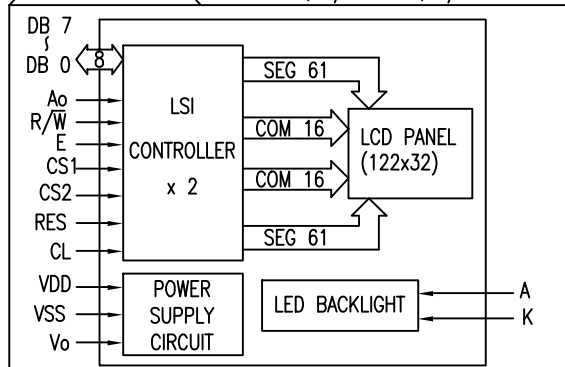 DB 7
DB 0
8
Ao
R/W̅
E
CS1
CS2
RES
CL
VDD
VSS
Vo
LSI
CONTROLLER
x 2
SEG 61
COM 16
COM 16
SEG 61
LCD PANEL
(122x32)
POWER
SUPPLY
CIRCUIT
LED BACKLIGHT
A
K